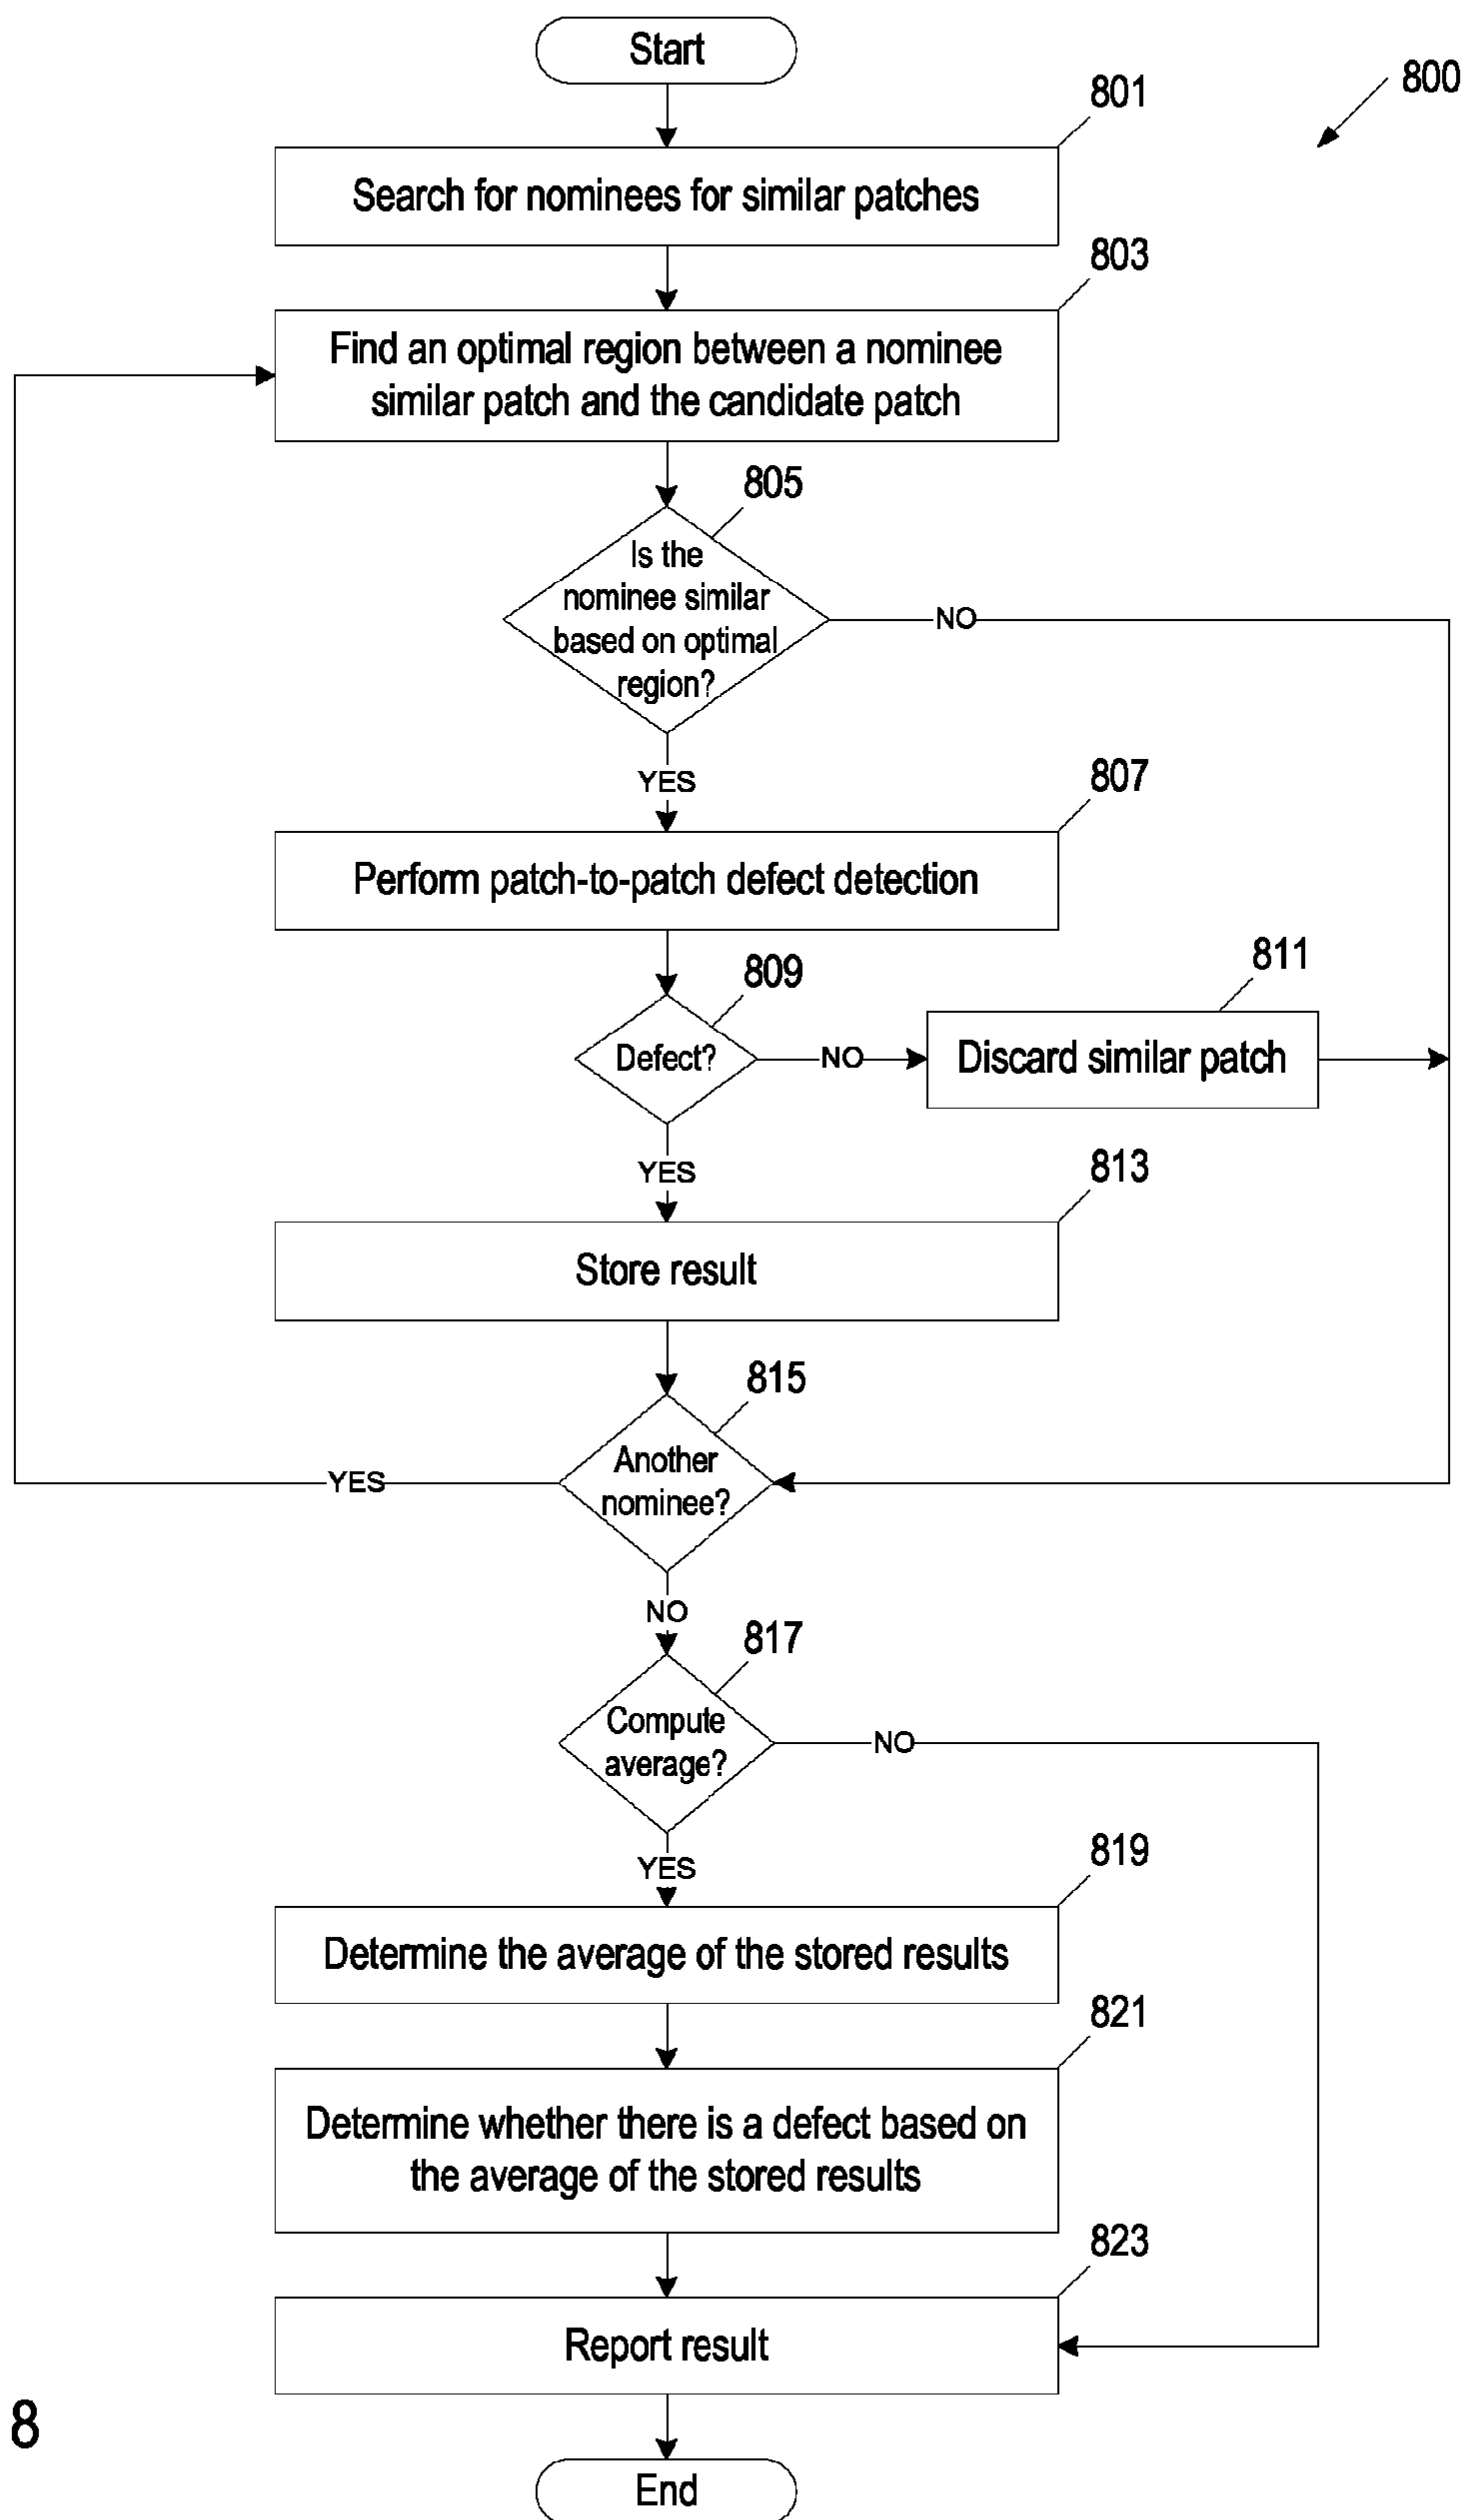 Start
800
801
Search for nominees for similar patches
803
Find an optimal region between a nominee
similar patch and the candidate patch
805
Is the
nominee similar
based on optimal
region?
NO
YES
807
Perform patch-to-patch defect detection
809
Defect?
NO
811
Discard similar patch
YES
813
Store result
815
Another
nominee?
YES
NO
817
Compute
average?
NO
YES
819
Determine the average of the stored results
821
Determine whether there is a defect based on
the average of the stored results
823
Report result
8
End